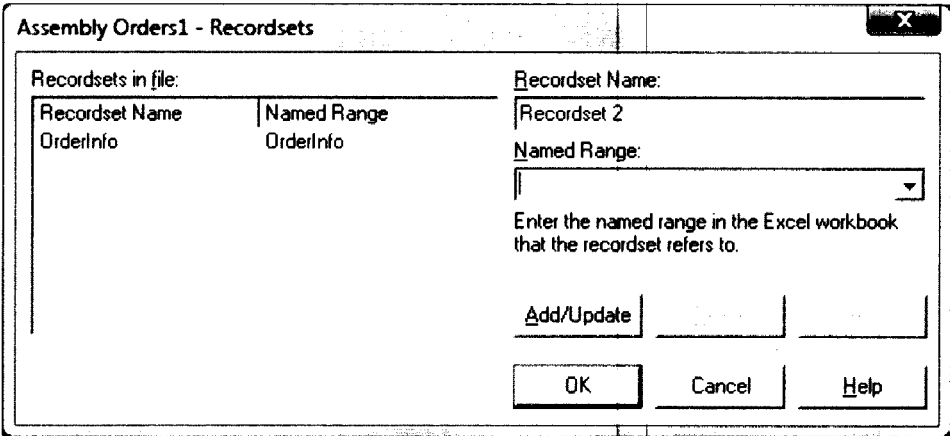 Assembly Orders1 - Recordsets
X
Recordsets in file:
Recordset Name Named Range
OrderInfo OrderInfo
Recordset Name:
Recordset 2
Named Range:
Enter the named range in the Excel workbook
that the recordset refers to.
Add/Update
OK Cancel Help